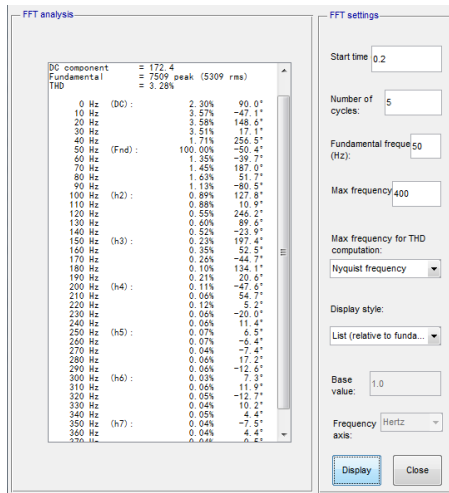 FFT analysis
DC component = 172.4
Fundamental = 7509 peak (5309 rms)
THD = 3.28%
0 Hz (DC): 2.30% 90.0°
10 Hz 3.57% -47.1°
20 Hz 3.58% 148.6°
30 Hz 3.51% 17.1°
40 Hz 1.71% 256.5°
50 Hz (Fnd): 100.00% -50.4°
60 Hz 1.35% -39.7°
70 Hz 1.45% 187.0°
80 Hz 1.63% 51.7°
90 Hz 1.13% -80.5°
100 Hz (h2): 0.89% 127.8°
110 Hz 0.88% 10.9°
120 Hz 0.55% 246.2°
130 Hz 0.60% 89.6°
140 Hz 0.52% -23.9°
150 Hz (h3): 0.23% 197.4°
160 Hz 0.35% 52.5°
170 Hz 0.26% -44.7°
180 Hz 0.10% 134.1°
190 Hz 0.21% 20.6°
200 Hz (h4): 0.11% -47.6°
210 Hz 0.06% 54.7°
220 Hz 0.12% 5.2°
230 Hz 0.06% -20.0°
240 Hz 0.06% 11.4°
250 Hz (h5): 0.07% 6.5°
260 Hz 0.07% -6.4°
270 Hz 0.04% -7.4°
280 Hz 0.06% 17.2°
290 Hz 0.06% -12.6°
300 Hz (h6): 0.03% 7.3°
310 Hz 0.06% 11.9°
320 Hz 0.05% -12.7°
330 Hz 0.04% 10.2°
340 Hz 0.05% 4.4°
350 Hz (h7): 0.04% -7.5°
360 Hz 0.04% 4.4°
370 Hz 0.04% 0.5°
FFT settings
Start time 0.2
Number of
cycles: 5
Fundamental freque 50
(Hz):
Max frequency 400
Max frequency for THD
computation:
Nyquist frequency
Display style:
List (relative to funda...
Base
value: 1.0
Frequency Hertz
axis:
Display Close